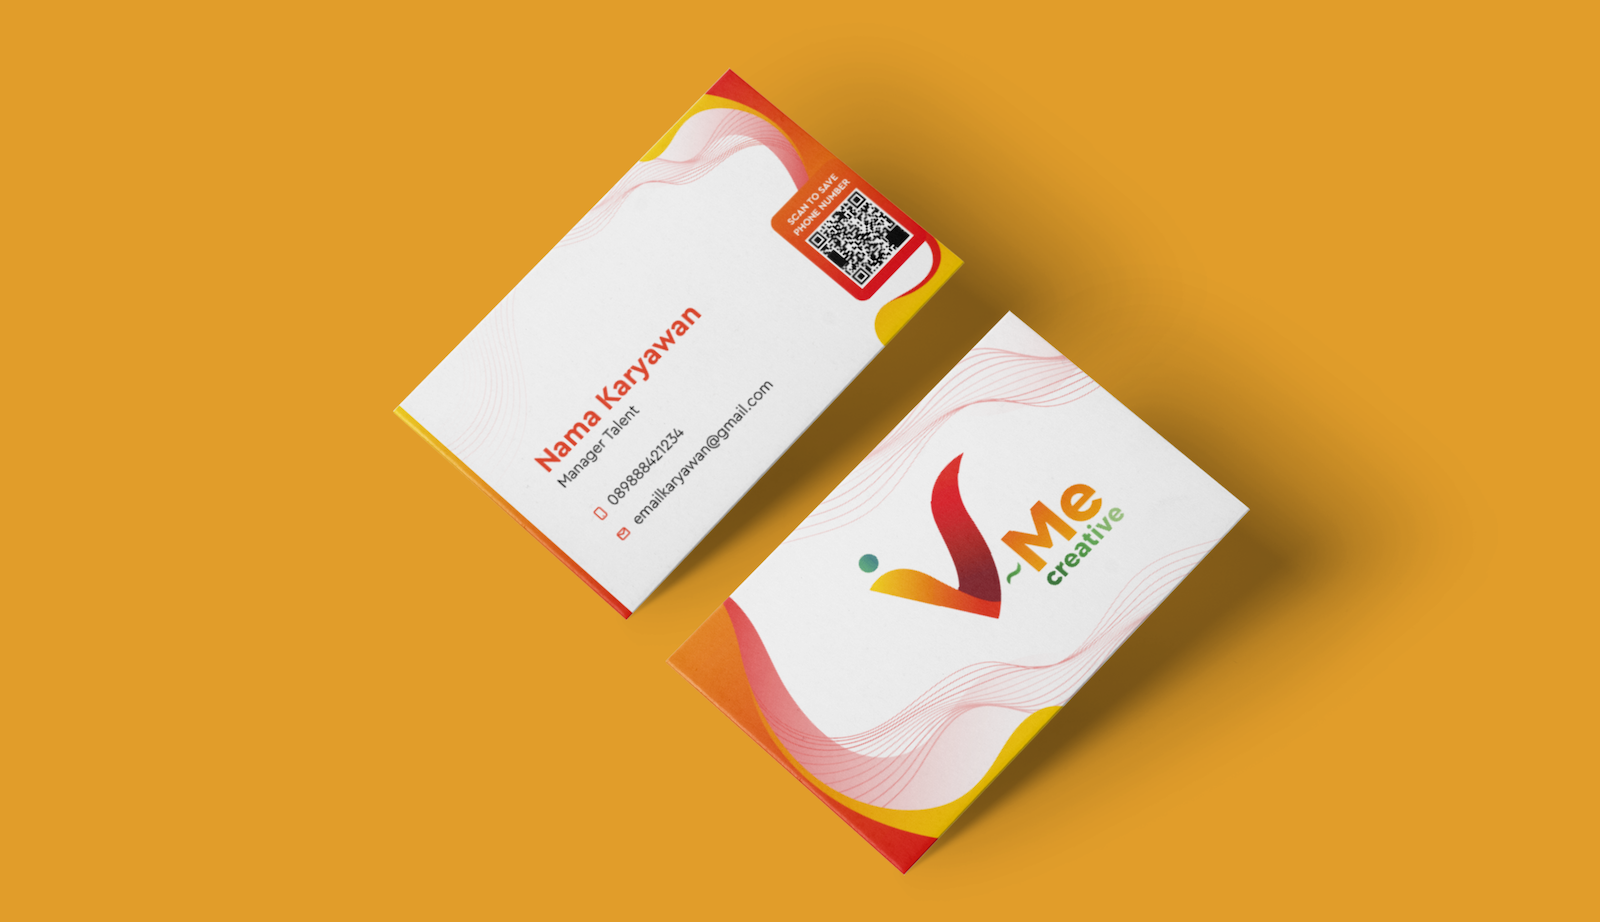 SCAN TO SAVE
PHONE NUMBER
Nama Karyawan
Manager Talent
089888421234
emailkaryawan@gmail.com
V
~Me
creative